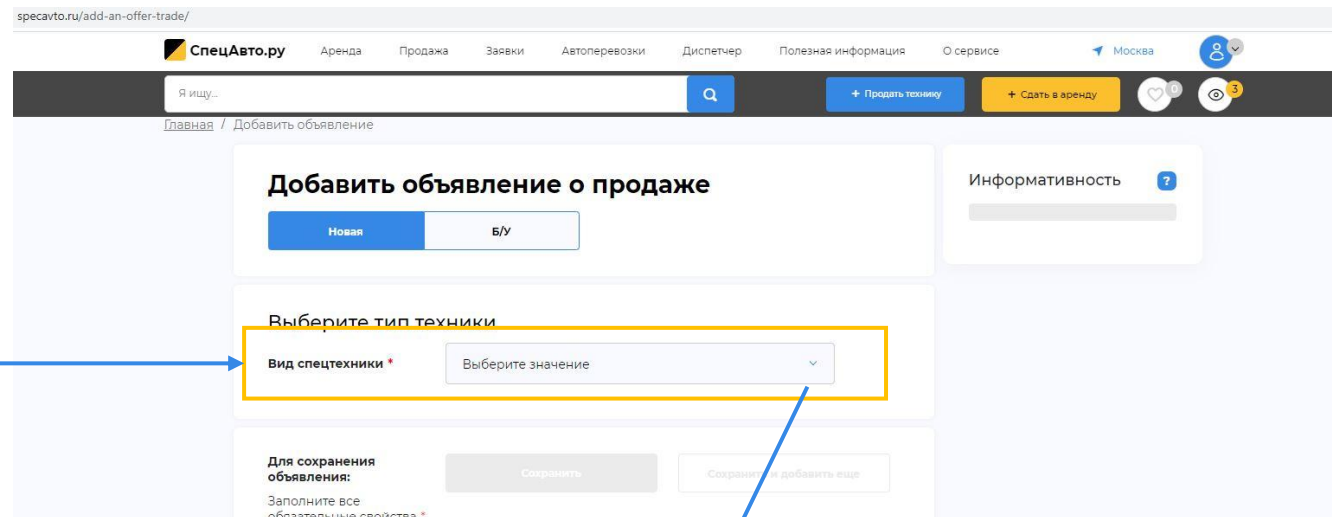 specavto.ru/add-an-offer-trade/
СпецАвто.ру Аренда Продажа Заявки Автоперевозки Диспетчер Полезная информация О сервисе Москва
Я ищу... + Продать технику + Сдать в аренду 0 3
Главная / Добавить объявление
Добавить объявление о продаже
Информативность ?
Новая Б/У
Выберите тип техники
Вид спецтехники * Выберите значение
Для сохранения
объявления:
Сохранить Сохранить и добавить еще
Заполните все
обязательные свойства *